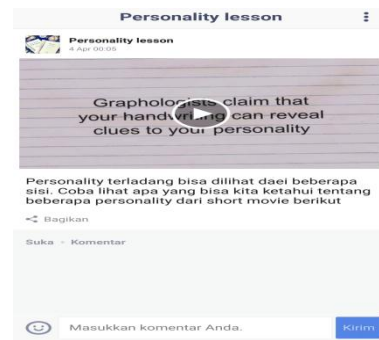 Personality lesson
Personality lesson
4 Apr 00:05
Graphologists claim that
your handwriting can reveal
clues to your personality
Personality terladang bisa dilihat daei beberapa
sisi. Coba lihat apa yang bisa kita ketahui tentang
beberapa personality dari short movie berikut
Bagikan
Suka • Komentar
Masukkan komentar Anda.
Kirim